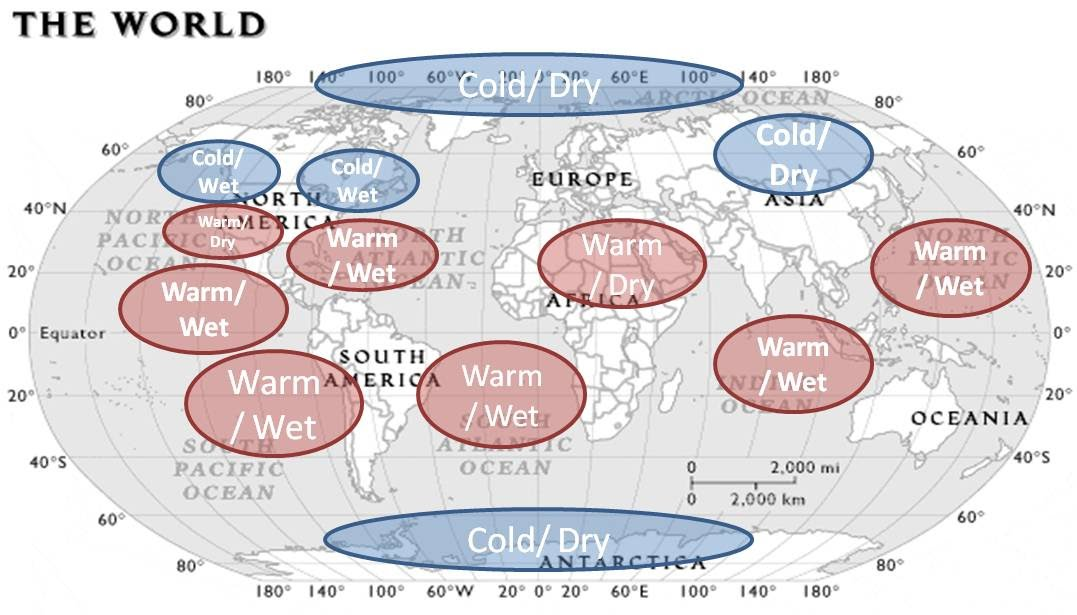 THE WORLD
180° 140° 100° 60°W 20° 0° 20° 60°E 100° 140° 180°
Cold/ Dry
80° ARCTIC OCEAN 80°
60° 60°
Cold/
Wet
Cold/
Wet
Cold/
Dry
EUROPE
ASIA
40°N 40°N
NORTH
AMERICA
NORTH
PACIFIC
OCEAN
Warm/
Dry
NORTH
ATLANTIC
OCEAN
Warm
/ Wet
Warm
/ Dry
AFRICA
NORTH
PACIFIC
OCEAN
Warm
/ Wet
20° 20°
Warm/
Wet
0° Equator 0°
SOUTH
AMERICA
Warm
/ Wet
Warm
/ Wet
Warm
/ Wet
INDIAN
OCEAN
20° 20°
OCEANIA
SOUTH
PACIFIC
OCEAN
SOUTH
ATLANTIC
OCEAN
40°S 40°S
0 2,000 mi
0 2,000 km
60° 60°
Cold/ Dry
ANTARCTICA
80° 80°
180° 140° 100° 60°W 20° 0° 20° 60°E 100° 140° 180°